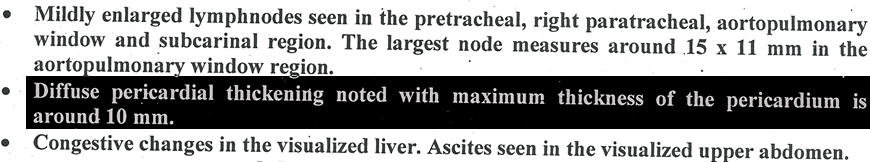 • Mildly enlarged lymphnodes seen in the pretracheal, right paratracheal, aortopulmonary
window and subcarinal region. The largest node measures around 15 x 11 mm in the
aortopulmonary window region.
• Diffuse pericardial thickening noted with maximum thickness of the pericardium is
around 10 mm.
• Congestive changes in the visualized liver. Ascites seen in the visualized upper abdomen.